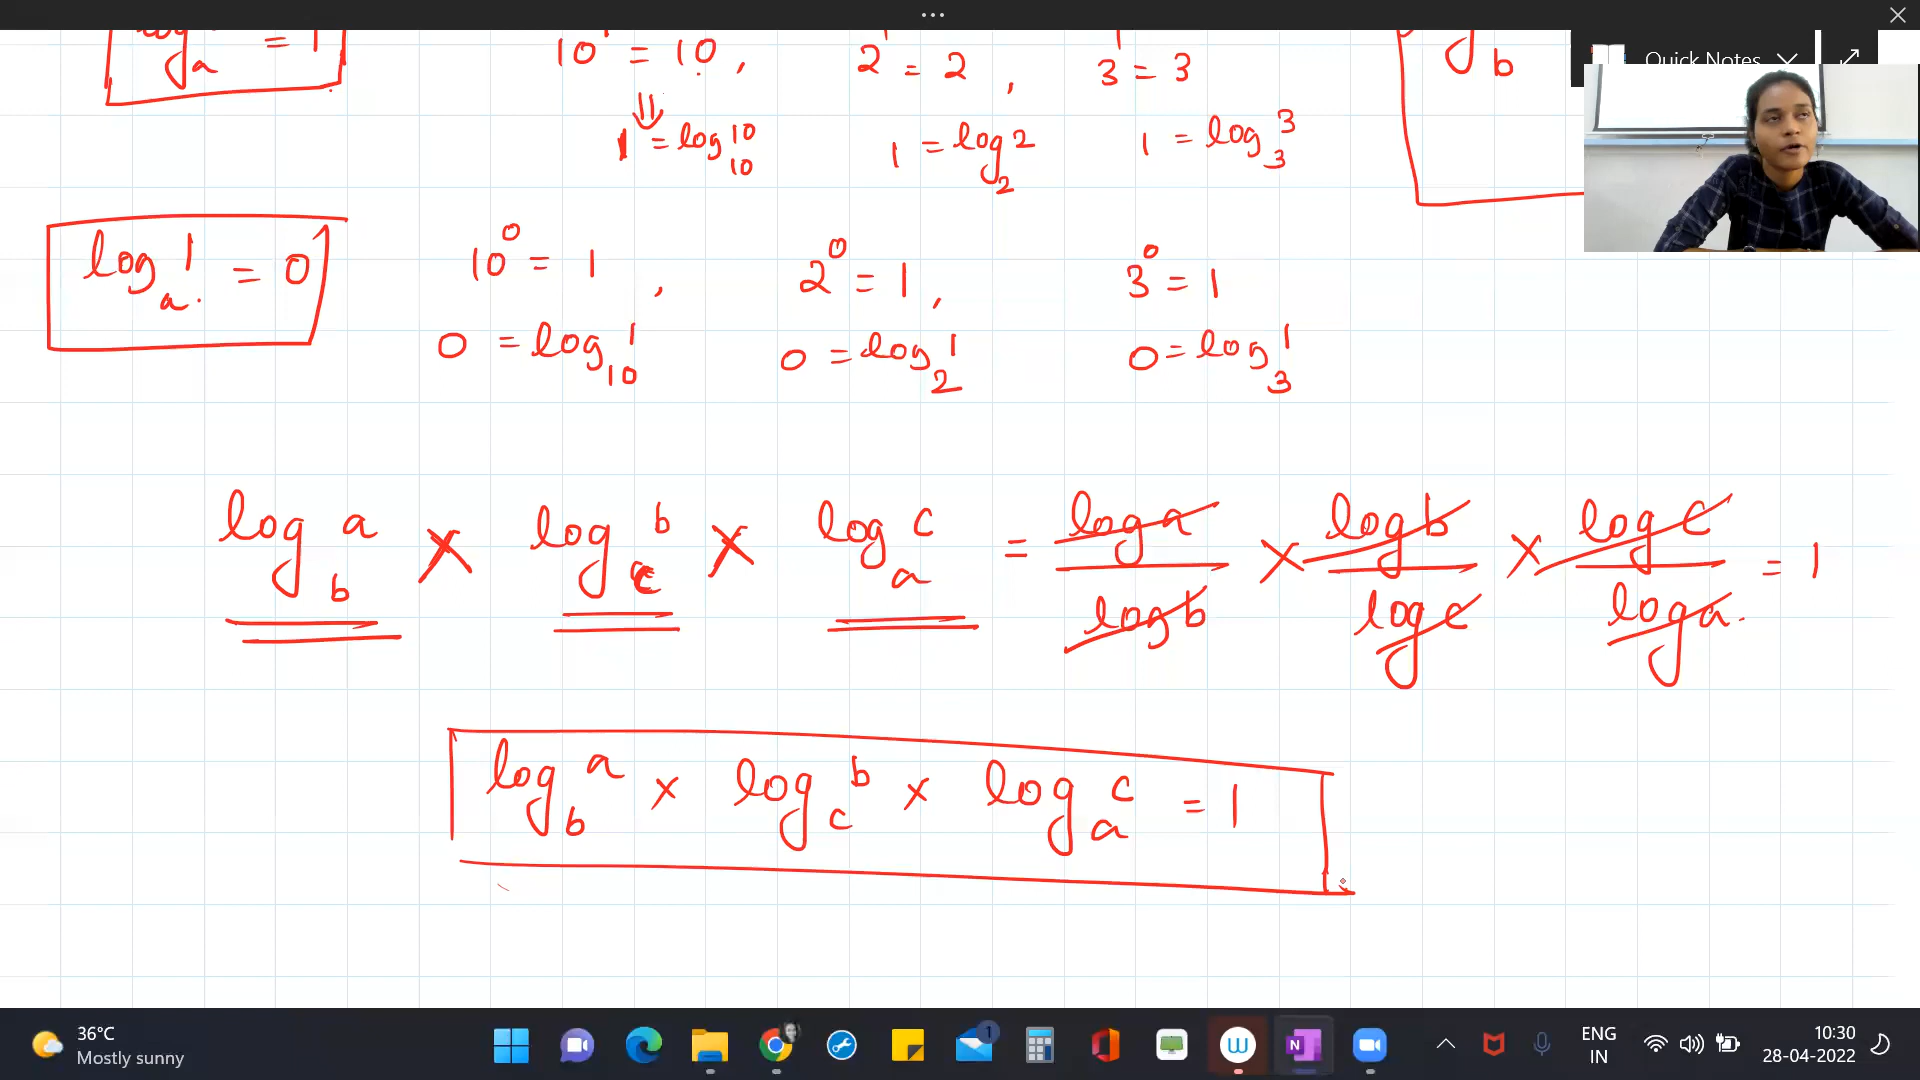 log_a = 1
10^1 = 10 , 2^1 = 2 , 3^1 = 3
b
Quick Notes
1 = log_10 10 1 = log_2 2 1 = log_3 3
log_a 1 = 0 10^0 = 1 , 2^0 = 1 , 3^0 = 1
0 = log_10 1 0 = log_2 1 0 = log_3 1
log_b a × log_c b × log_a c = log a / log b × log b / log c × log c / log a = 1
log_b a × log_c b × log_a c = 1
36°C
Mostly sunny
1
ENG
IN
10:30
28-04-2022